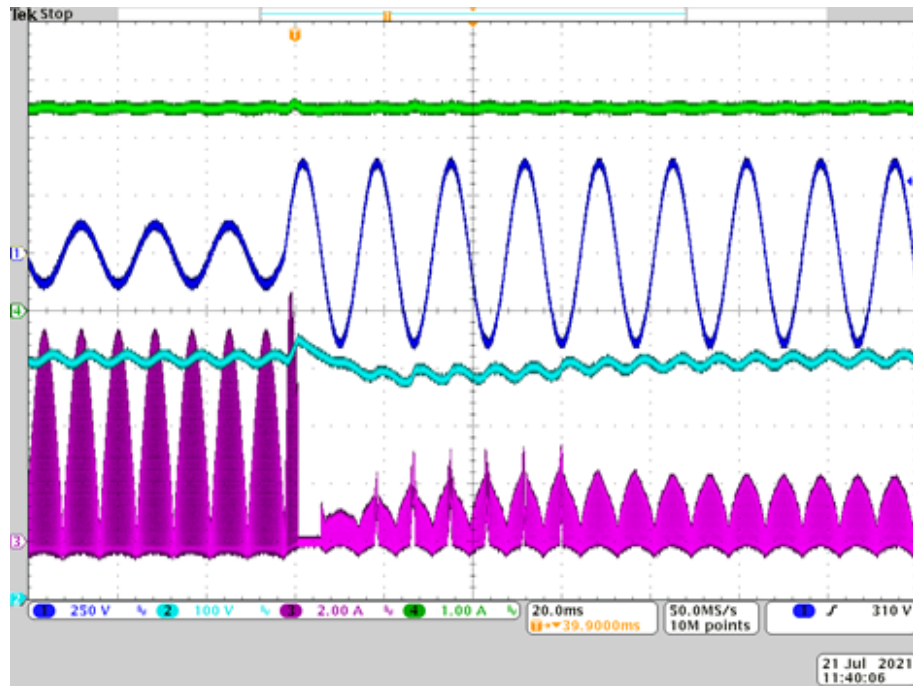 Tek Stop
T
T
1
4
3
2
1 250 V 2 100 V 3 2.00 A 4 1.00 A 20.0ms 50.0MS/s 1 310 V
T 39.9000ms 10M points
21 Jul 2021
11:40:06